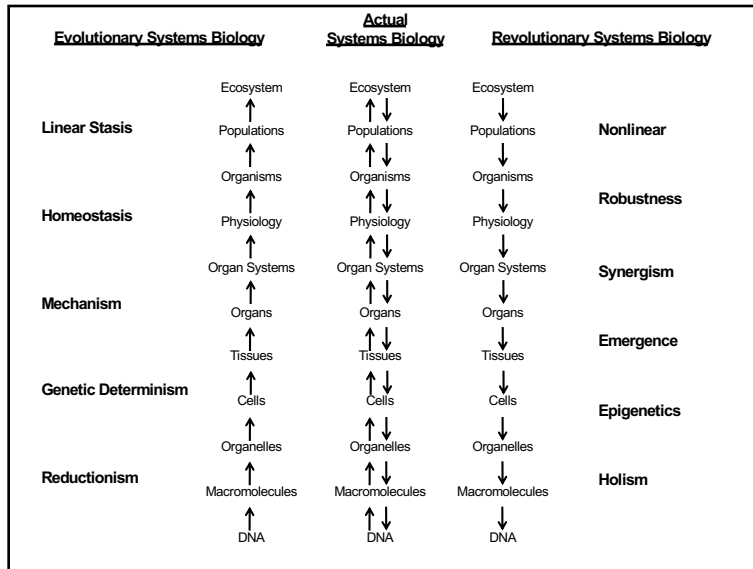 Evolutionary Systems Biology
Actual
Systems Biology
Revolutionary Systems Biology
Ecosystem Ecosystem Ecosystem
Linear Stasis Populations Populations Populations Nonlinear
Organisms Organisms Organisms
Robustness
Homeostasis Physiology Physiology Physiology
Organ Systems Organ Systems Organ Systems
Synergism
Mechanism
Organs Organs Organs
Emergence
Tissues Tissues Tissues
Genetic Determinism
Cells Cells Cells
Epigenetics
Organelles Organelles Organelles
Reductionism
Holism
Macromolecules Macromolecules Macromolecules
DNA DNA DNA